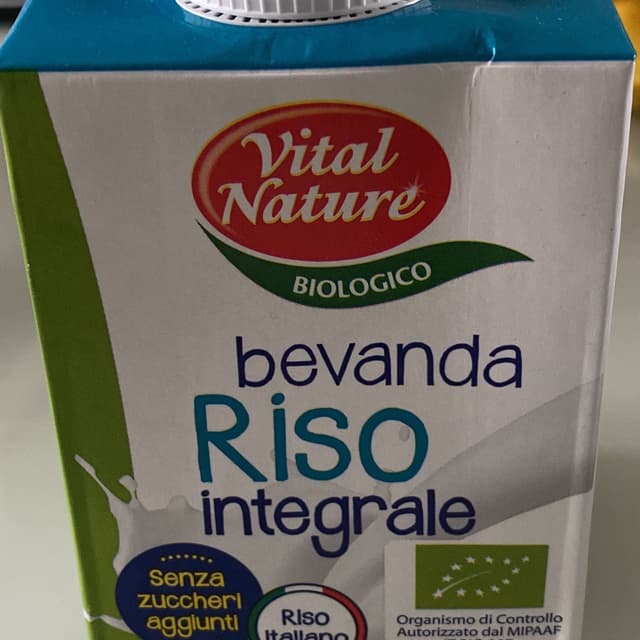 Vital
Nature
BIOLOGICO
bevanda
Riso
integrale
Senza
zuccheri
aggiunti
Riso
Italiano
Organismo di Controllo
Autorizzato dal MIPAAF